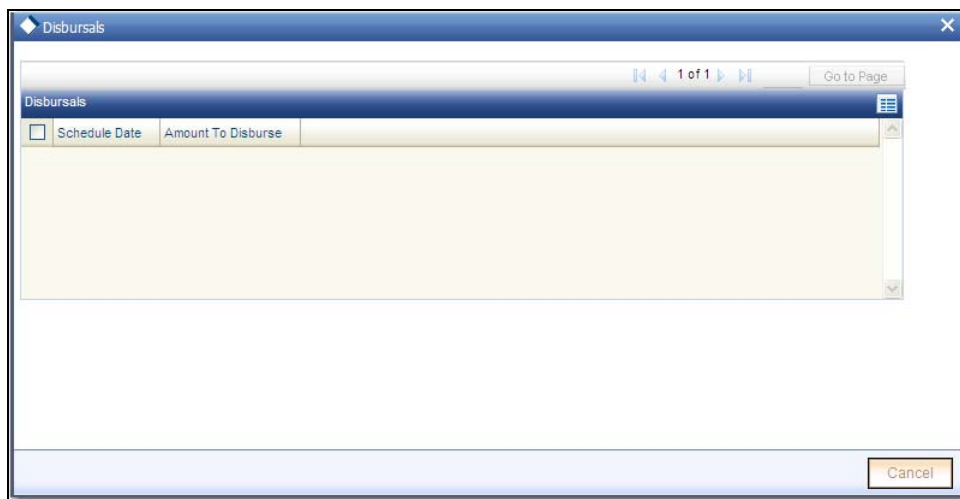 Disbursals
1 of 1 Go to Page
Disbursals
Schedule Date Amount To Disburse
Cancel